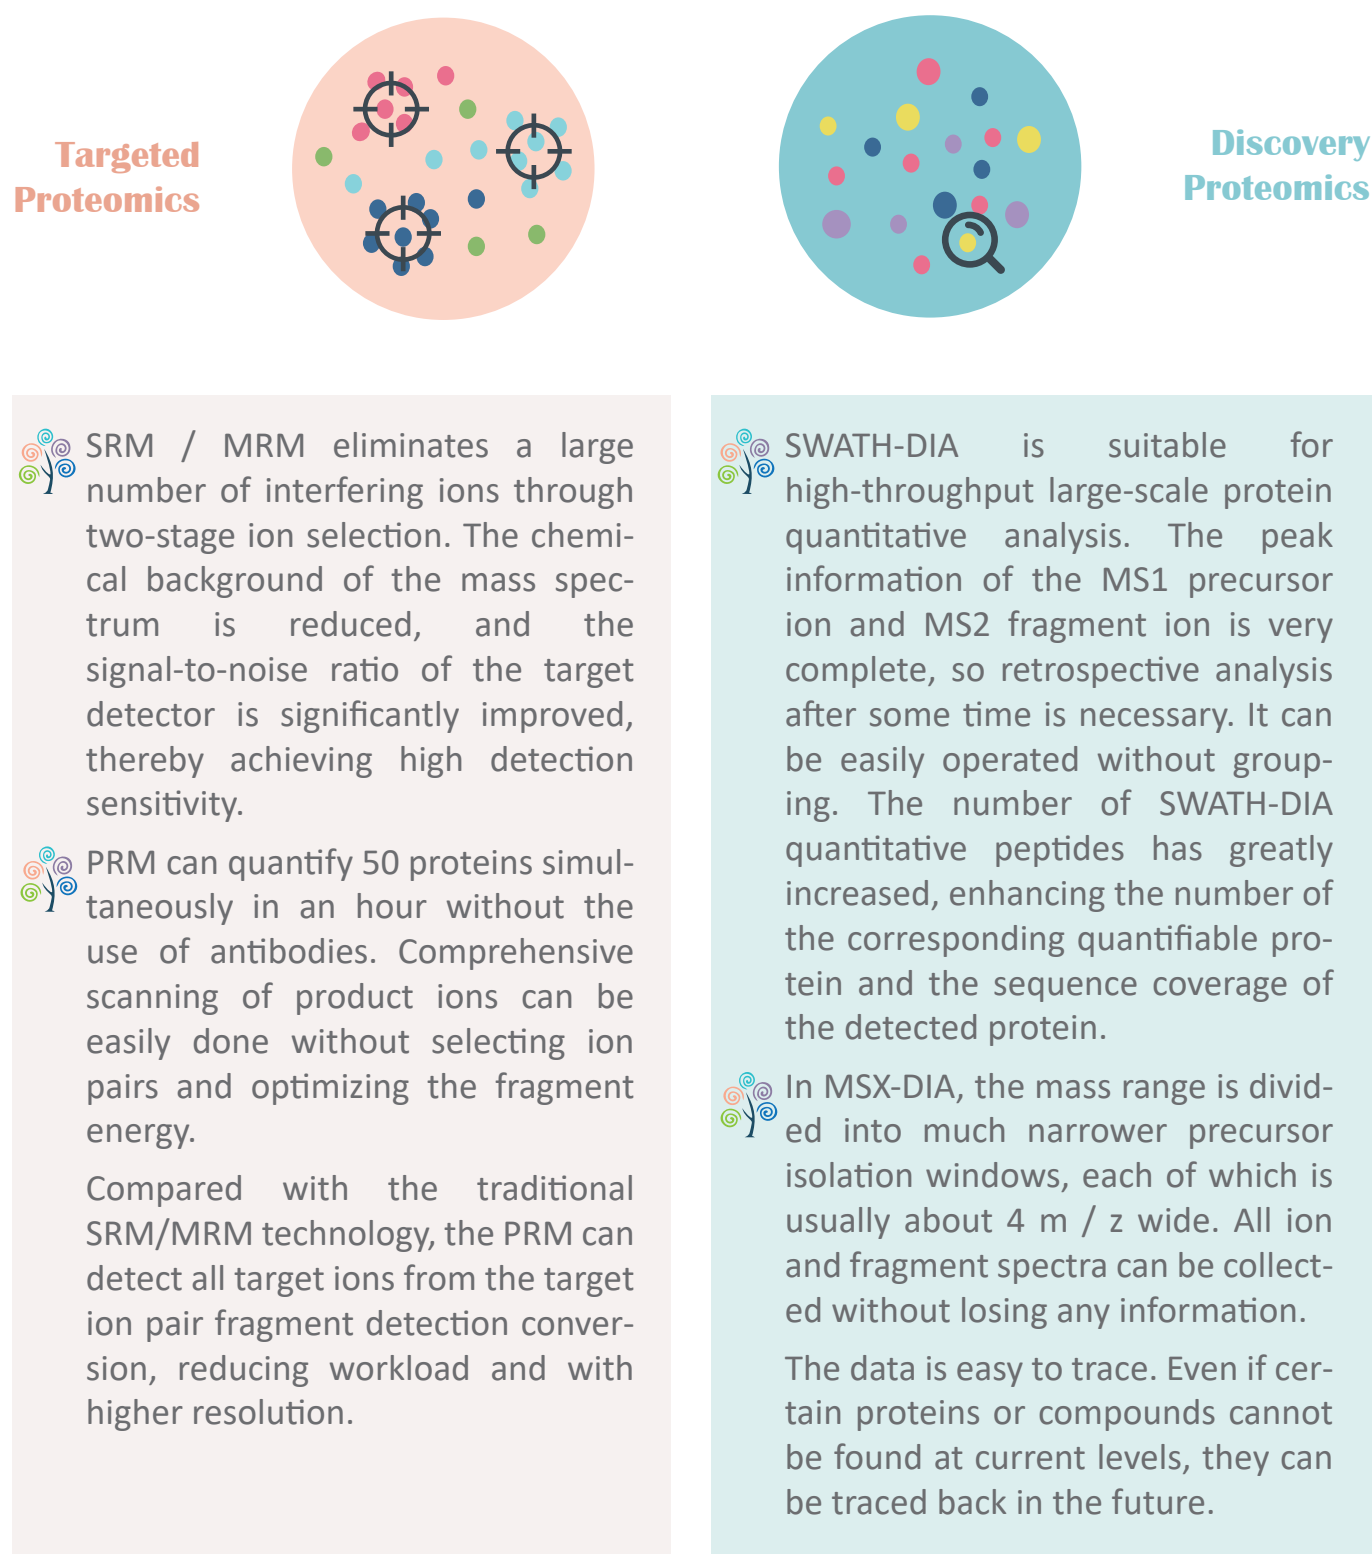 Targeted
Proteomics
Discovery
Proteomics
SRM / MRM eliminates a large
number of interfering ions through
two-stage ion selection. The chemi-
cal background of the mass spec-
trum is reduced, and the
signal-to-noise ratio of the target
detector is significantly improved,
thereby achieving high detection
sensitivity.
PRM can quantify 50 proteins simul-
taneously in an hour without the
use of antibodies. Comprehensive
scanning of product ions can be
easily done without selecting ion
pairs and optimizing the fragment
energy.
Compared with the traditional
SRM/MRM technology, the PRM can
detect all target ions from the target
ion pair fragment detection conver-
sion, reducing workload and with
higher resolution.
SWATH-DIA is suitable for
high-throughput large-scale protein
quantitative analysis. The peak
information of the MS1 precursor
ion and MS2 fragment ion is very
complete, so retrospective analysis
after some time is necessary. It can
be easily operated without group-
ing. The number of SWATH-DIA
quantitative peptides has greatly
increased, enhancing the number of
the corresponding quantifiable pro-
tein and the sequence coverage of
the detected protein.
In MSX-DIA, the mass range is divid-
ed into much narrower precursor
isolation windows, each of which is
usually about 4 m / z wide. All ion
and fragment spectra can be collect-
ed without losing any information.
The data is easy to trace. Even if cer-
tain proteins or compounds cannot
be found at current levels, they can
be traced back in the future.